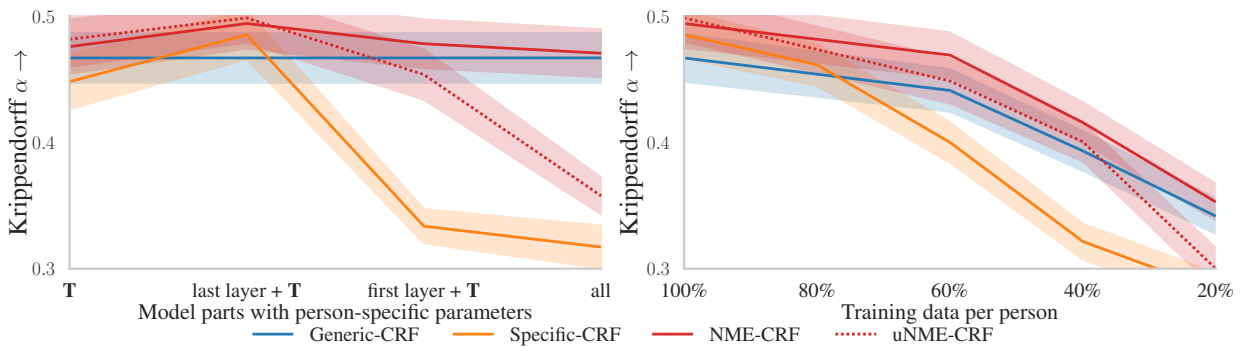 0.5
0.4
0.3
Krippendorff α →
T
last layer + T
first layer + T
all
Model parts with person-specific parameters
0.5
0.4
0.3
Krippendorff α →
100%
80%
60%
40%
20%
Training data per person
Generic-CRF
Specific-CRF
NME-CRF
uNME-CRF